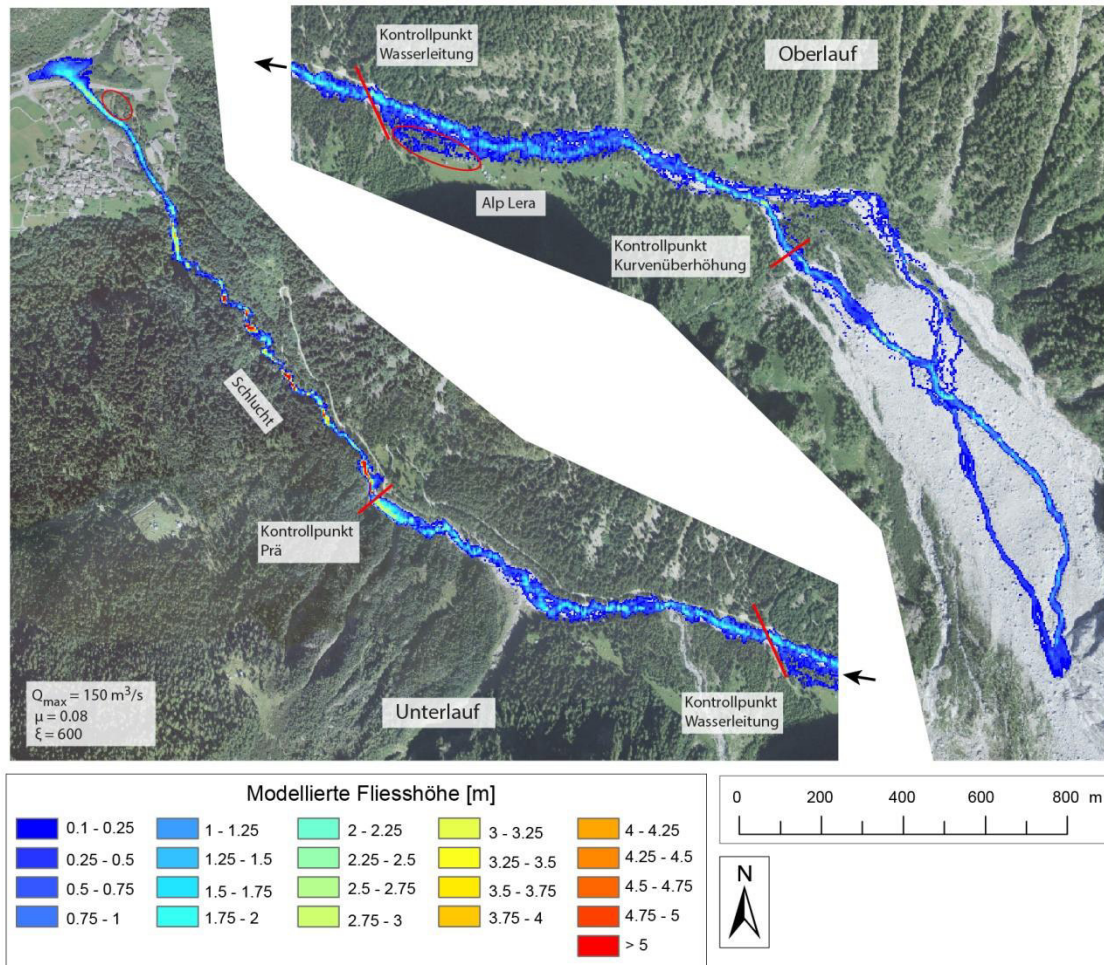 Kontrollpunkt
Wasserleitung
Oberlauf
Alp Lera
Kontrollpunkt
Kurvenüberhöhung
Schlucht
Kontrollpunkt
Prä
Kontrollpunkt
Wasserleitung
Unterlauf
Qmax = 150 m³/s
μ = 0.08
ξ = 600
Modellierte Fliesshöhe [m]
0.1 - 0.25
0.25 - 0.5
0.5 - 0.75
0.75 - 1
1 - 1.25
1.25 - 1.5
1.5 - 1.75
1.75 - 2
2 - 2.25
2.25 - 2.5
2.5 - 2.75
2.75 - 3
3 - 3.25
3.25 - 3.5
3.5 - 3.75
3.75 - 4
4 - 4.25
4.25 - 4.5
4.5 - 4.75
4.75 - 5
> 5
0 200 400 600 800 m
N